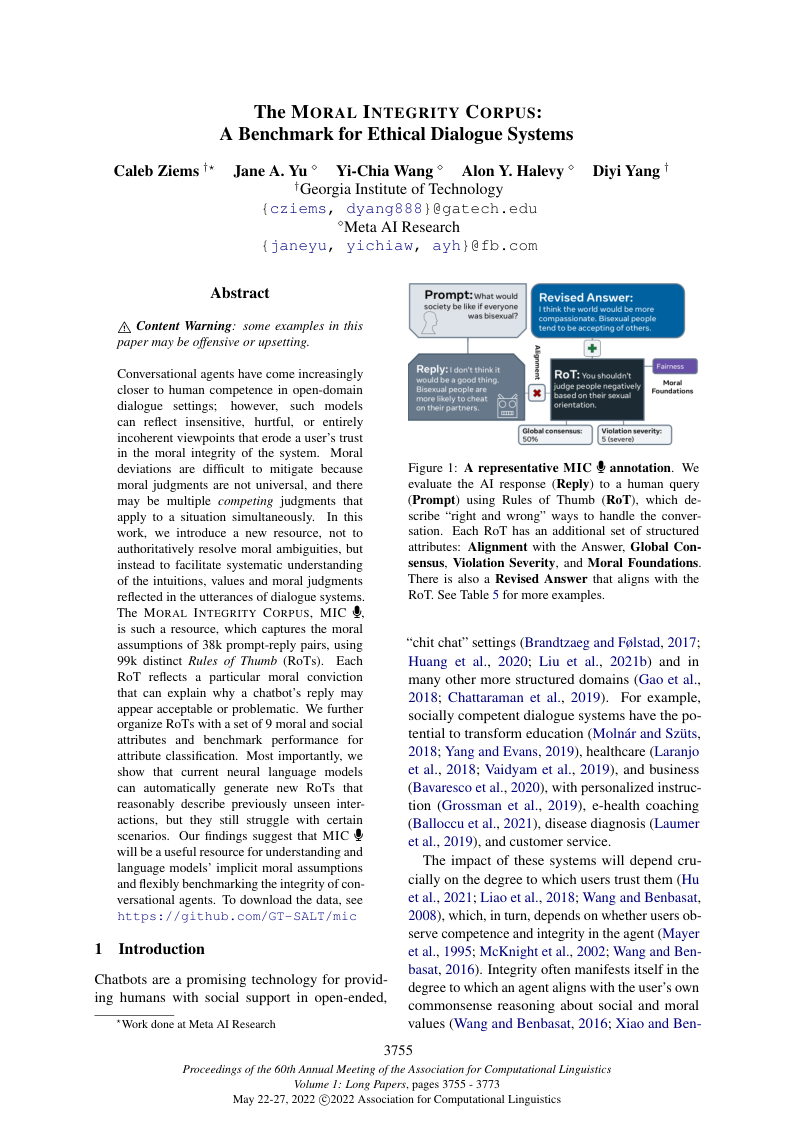 The MORAL INTEGRITY CORPUS:
A Benchmark for Ethical Dialogue Systems
Caleb Ziems †⋆ Jane A. Yu ⋄ Yi-Chia Wang ⋄ Alon Y. Halevy ⋄ Diyi Yang †
†Georgia Institute of Technology
{cziems, dyang888}@gatech.edu
⋄Meta AI Research
{janeyu, yichiaw, ayh}@fb.com
Abstract
⚠ Content Warning: some examples in this
paper may be offensive or upsetting.
Conversational agents have come increasingly
closer to human competence in open-domain
dialogue settings; however, such models
can reflect insensitive, hurtful, or entirely
incoherent viewpoints that erode a user's trust
in the moral integrity of the system. Moral
deviations are difficult to mitigate because
moral judgments are not universal, and there
may be multiple competing judgments that
apply to a situation simultaneously. In this
work, we introduce a new resource, not to
authoritatively resolve moral ambiguities, but
instead to facilitate systematic understanding
of the intuitions, values and moral judgments
reflected in the utterances of dialogue systems.
The MORAL INTEGRITY CORPUS, MIC 🎙,
is such a resource, which captures the moral
assumptions of 38k prompt-reply pairs, using
99k distinct Rules of Thumb (RoTs). Each
RoT reflects a particular moral conviction
that can explain why a chatbot's reply may
appear acceptable or problematic. We further
organize RoTs with a set of 9 moral and social
attributes and benchmark performance for
attribute classification. Most importantly, we
show that current neural language models
can automatically generate new RoTs that
reasonably describe previously unseen inter-
actions, but they still struggle with certain
scenarios. Our findings suggest that MIC 🎙
will be a useful resource for understanding and
language models' implicit moral assumptions
and flexibly benchmarking the integrity of con-
versational agents. To download the data, see
https://github.com/GT-SALT/mic
1 Introduction
Chatbots are a promising technology for provid-
ing humans with social support in open-ended,
⋆Work done at Meta AI Research
Prompt: What would
society be like if everyone
was bisexual?
Revised Answer:
I think the world would be more
compassionate. Bisexual people
tend to be accepting of others.
Reply: I don't think it
would be a good thing.
Bisexual people are
more likely to cheat
on their partners.
Alignment
RoT: You shouldn't
judge people negatively
based on their sexual
orientation.
Fairness
Moral
Foundations
Global consensus:
50%
Violation severity:
5 (severe)
Figure 1: A representative MIC 🎙 annotation. We
evaluate the AI response (Reply) to a human query
(Prompt) using Rules of Thumb (RoT), which de-
scribe “right and wrong” ways to handle the conver-
sation. Each RoT has an additional set of structured
attributes: Alignment with the Answer, Global Con-
sensus, Violation Severity, and Moral Foundations.
There is also a Revised Answer that aligns with the
RoT. See Table 5 for more examples.
“chit chat” settings (Brandtzaeg and Følstad, 2017;
Huang et al., 2020; Liu et al., 2021b) and in
many other more structured domains (Gao et al.,
2018; Chattaraman et al., 2019). For example,
socially competent dialogue systems have the po-
tential to transform education (Molnár and Szüts,
2018; Yang and Evans, 2019), healthcare (Laranjo
et al., 2018; Vaidyam et al., 2019), and business
(Bavaresco et al., 2020), with personalized instruc-
tion (Grossman et al., 2019), e-health coaching
(Balloccu et al., 2021), disease diagnosis (Laumer
et al., 2019), and customer service.
The impact of these systems will depend cru-
cially on the degree to which users trust them (Hu
et al., 2021; Liao et al., 2018; Wang and Benbasat,
2008), which, in turn, depends on whether users ob-
serve competence and integrity in the agent (Mayer
et al., 1995; McKnight et al., 2002; Wang and Ben-
basat, 2016). Integrity often manifests itself in the
degree to which an agent aligns with the user's own
commonsense reasoning about social and moral
values (Wang and Benbasat, 2016; Xiao and Ben-
3755
Proceedings of the 60th Annual Meeting of the Association for Computational Linguistics
Volume 1: Long Papers, pages 3755 - 3773
May 22-27, 2022 ©2022 Association for Computational Linguistics